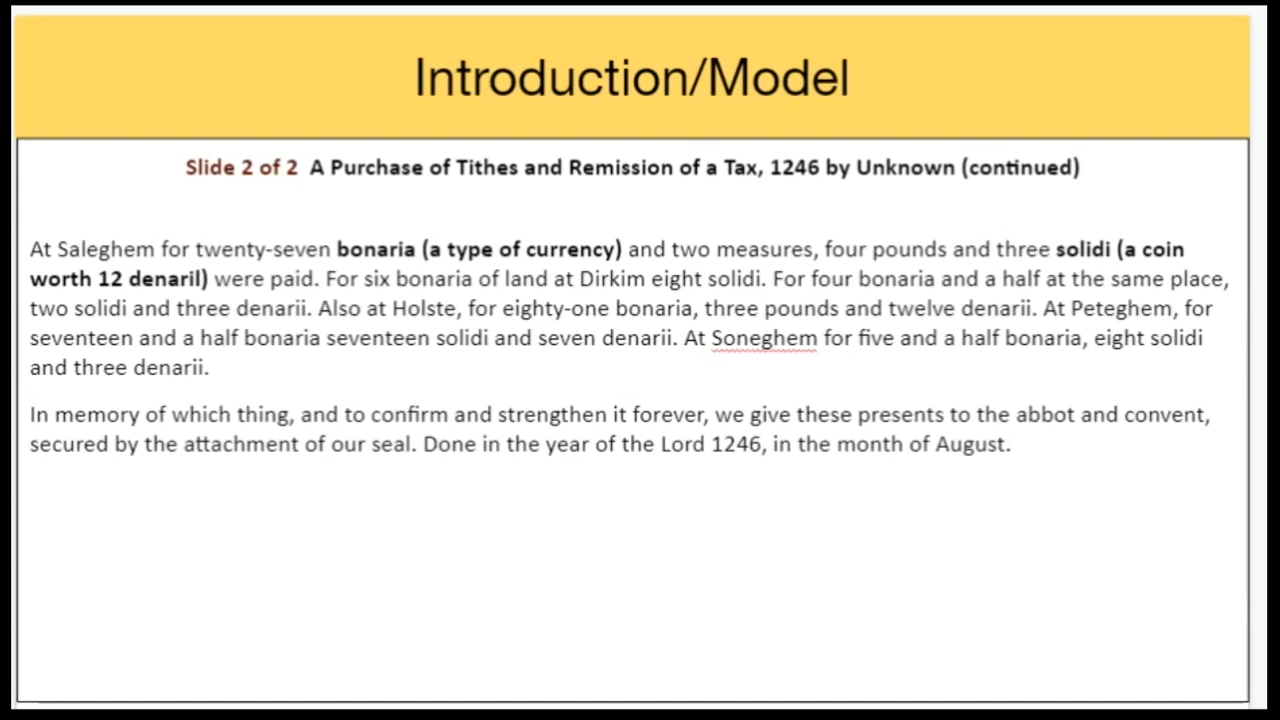 Introduction/Model
Slide 2 of 2 A Purchase of Tithes and Remission of a Tax, 1246 by Unknown (continued)
At Saleghem for twenty-seven bonaria (a type of currency) and two measures, four pounds and three solidi (a coin
worth 12 denaril) were paid. For six bonaria of land at Dirkim eight solidi. For four bonaria and a half at the same place,
two solidi and three denarii. Also at Holste, for eighty-one bonaria, three pounds and twelve denarii. At Peteghem, for
seventeen and a half bonaria seventeen solidi and seven denarii. At Soneghem for five and a half bonaria, eight solidi
and three denarii.
In memory of which thing, and to confirm and strengthen it forever, we give these presents to the abbot and convent,
secured by the attachment of our seal. Done in the year of the Lord 1246, in the month of August.